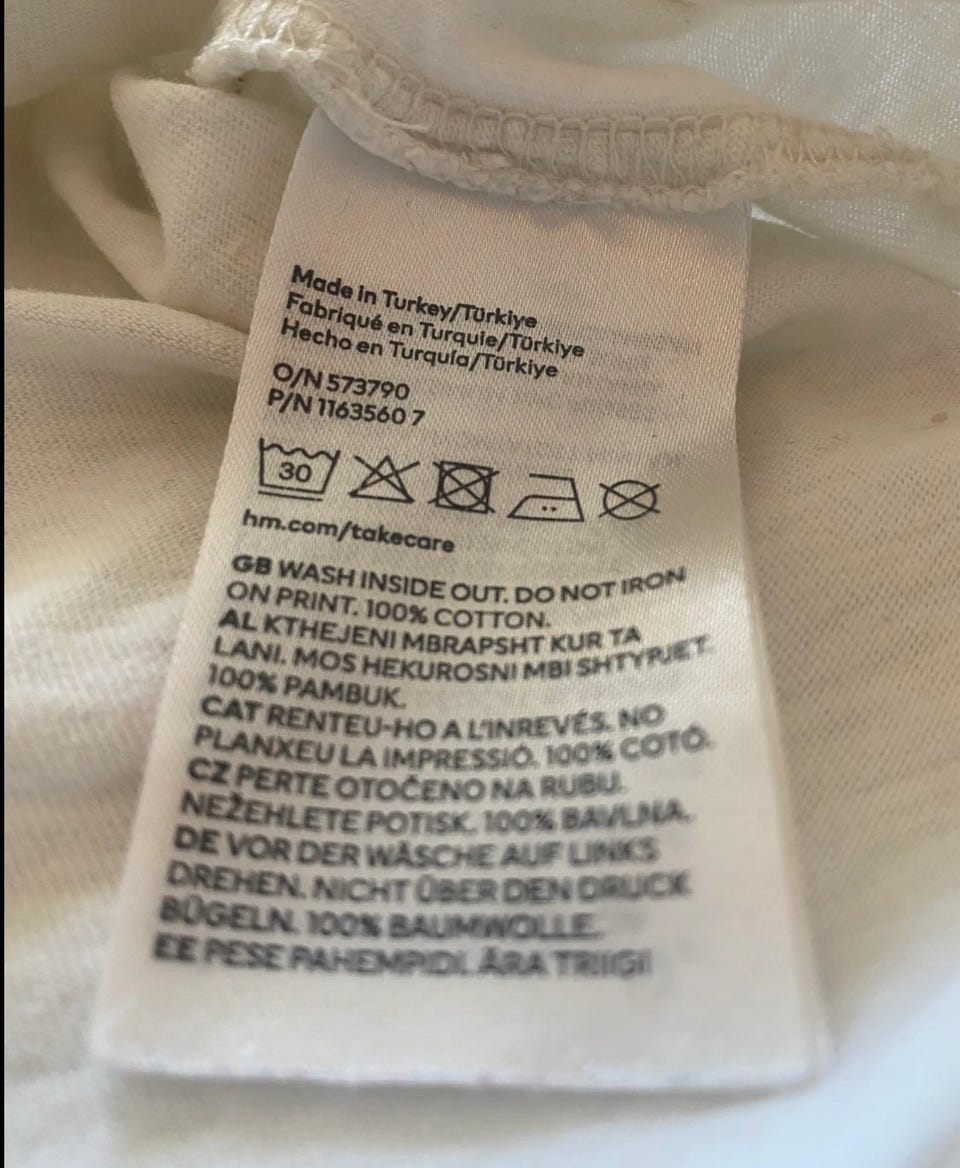 Made in Turkey/Türkiye
Fabriqué en Turquie/Türkiye
Hecho en Turquía/Türkiye
O/N 573790
P/N 1163560 7
30
hm.com/takecare
GB WASH INSIDE OUT. DO NOT IRON
ON PRINT. 100% COTTON.
AL KTHEJENI MBRAPSHT KUR TA
LANI. MOS HEKUROSNI MBI SHTYPJET.
100% PAMBUK.
CAT RENTEU-HO A L'INREVÉS. NO
PLANXEU LA IMPRESSIÓ. 100% COTÓ.
CZ PERTE OTOČENO NA RUBU.
NEŽEHLETE POTISK. 100% BAVLNA.
DE VOR DER WÄSCHE AUF LINKS
DREHEN. NICHT ÜBER DEN DRUCK
BÜGELN. 100% BAUMWOLLE.
EE PESE PAHEMPIDI. ÄRA TRIIGI